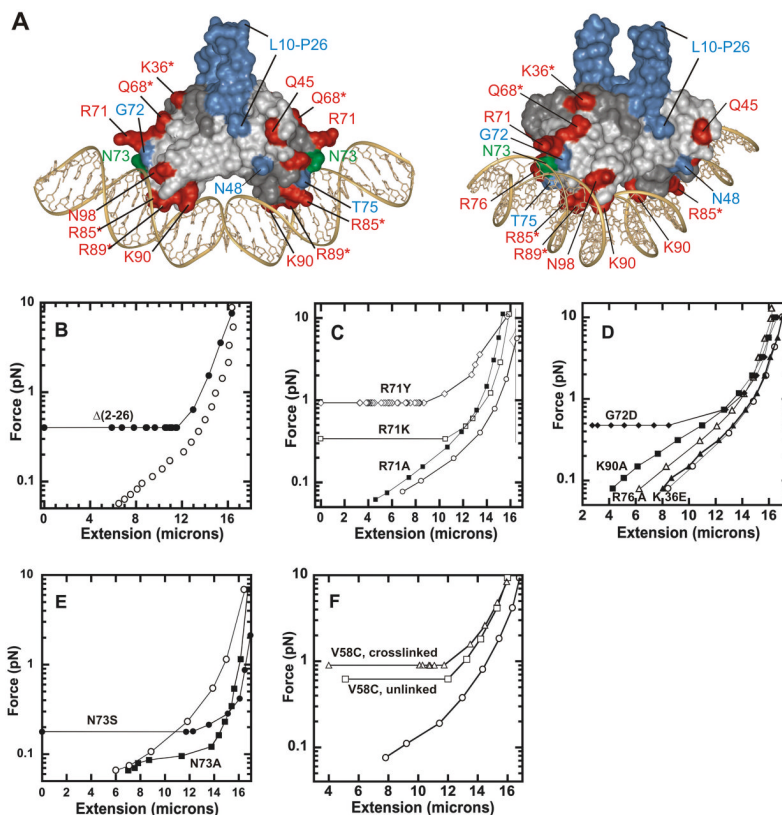 A
L10-P26
K36*
Q68*
R71
G72
N73
Q45
Q68*
R71
N73
N48
T75
N98
R85*
R89*
K90
K90
R89*
R85*
L10-P26
K36*
Q68*
R71
G72
N73
R76
T75
R85*
R89*
N98
K90
K90
R85*
N48
Q45
B
Force (pN)
10
1
0.1
Δ(2-26)
0 4 8 12 16
Extension (microns)
C
Force (pN)
10
1
0.1
R71Y
R71K
R71A
0 2 4 6 8 10 12 14 16
Extension (microns)
D
Force (pN)
10
1
0.1
G72D
K90A
R76 A
K 36E
2 4 6 8 10 12 14 16
Extension (microns)
E
Force (pN)
10
1
0.1
N73S
N73A
0 2 4 6 8 10 12 14 16
Extension (microns)
F
Force (pN)
10
1
0.1
V58C, crosslinked
V58C, unlinked
4 6 8 10 12 14 16
Extension (microns)